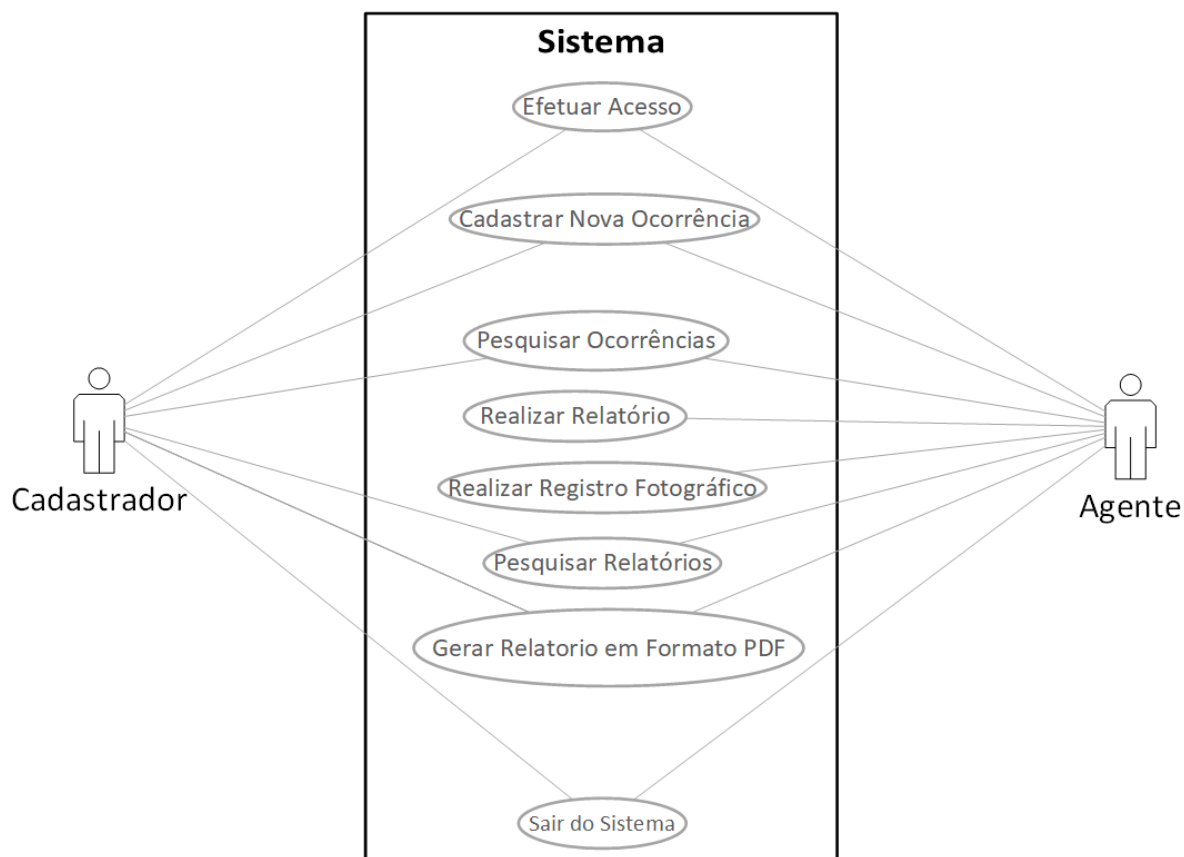 Sistema
Efetuar Acesso
Cadastrar Nova Ocorrência
Pesquisar Ocorrências
Realizar Relatório
Cadastrador
Realizar Registro Fotográfico
Agente
Pesquisar Relatórios
Gerar Relatorio em Formato PDF
Sair do Sistema